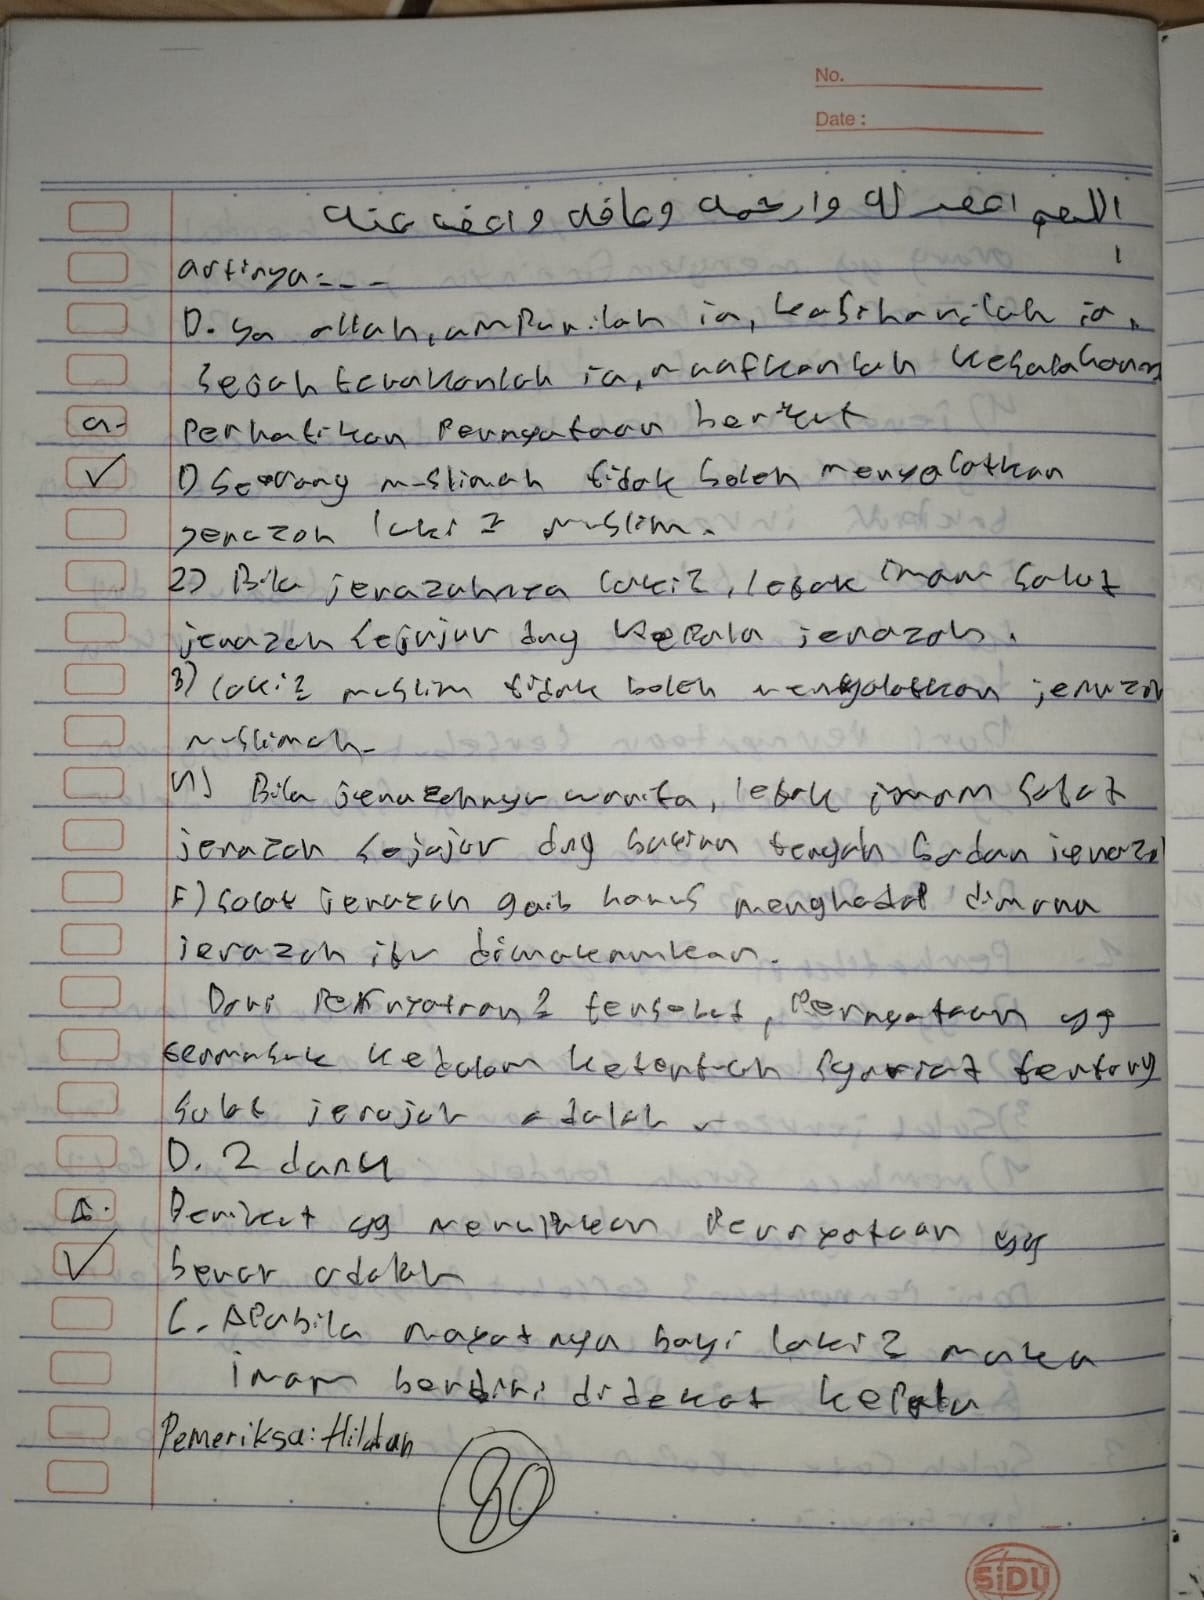 No.
Date :
اللهم اغفر له وارحمه وعافه واعف عنه
artinya: - - -
D. ya allah, ampunilah ia, kasihanilah ia,
sejahterakanlah ia, maafkanlah kesalahannya
a. Perhatikan Pernyataan berikut
1) Seorang muslimah tidak boleh menyalatkan
jenazah laki2 muslim.
2) Bila jenazahnya laki2, letak imam salat
jenazah sejajur dng kepala jenazah.
3) laki2 muslim tidak boleh mengalatkan jenazah
muslimah.
4) Bila jenazahnya wanita, letak imam salat
jenazah sejajur dng bagian tengah badan jenazah
5) salat jenazah gaib harus menghadap dimana
jenazah itu dimakamkan.
Dari Pernyataan2 tersebut, Pernyataan yg
termasuk kedalam ketentuan syariat tentang
salat jenajah adalah
D. 2 dan 4
Berikut yg merupakan Pernyataan yg
benar adalah
C. Apabila mayatnya bayi laki2 maka
imam berdiri didekat kepala
Pemeriksa: Hildan
80
SiDU